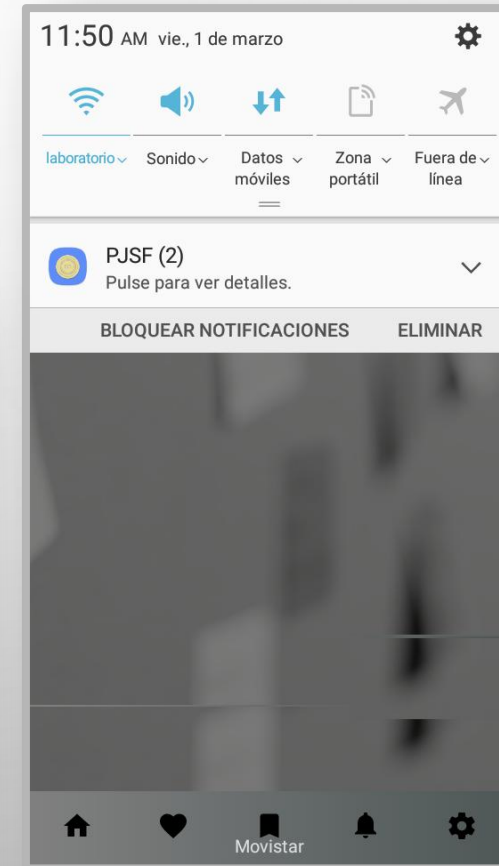 11:50 AM vie., 1 de marzo
laboratorio
Sonido
Datos
móviles
Zona
portátil
Fuera de
línea
PJSF (2)
Pulse para ver detalles.
BLOQUEAR NOTIFICACIONES ELIMINAR
Movistar